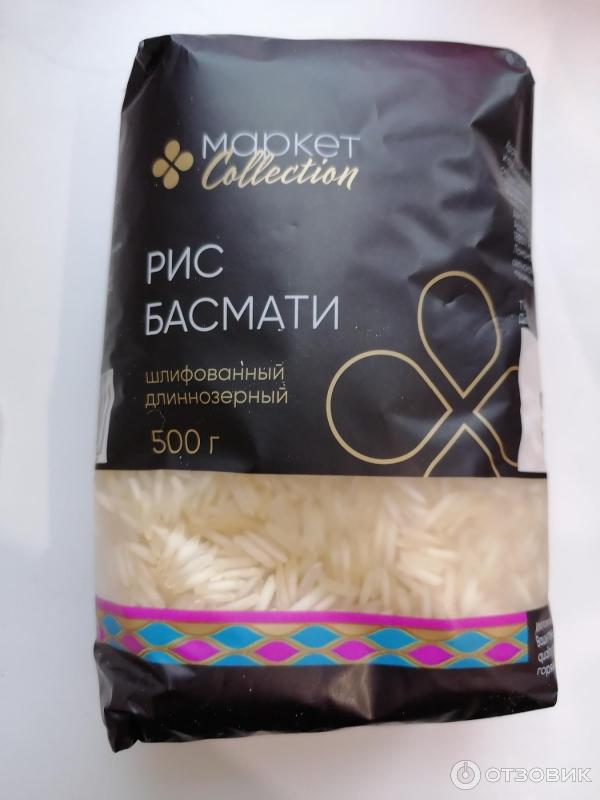 маркет
Collection
РИС
БАСМАТИ
шлифованный
длиннозерный
500 г
ОТЗОВИК